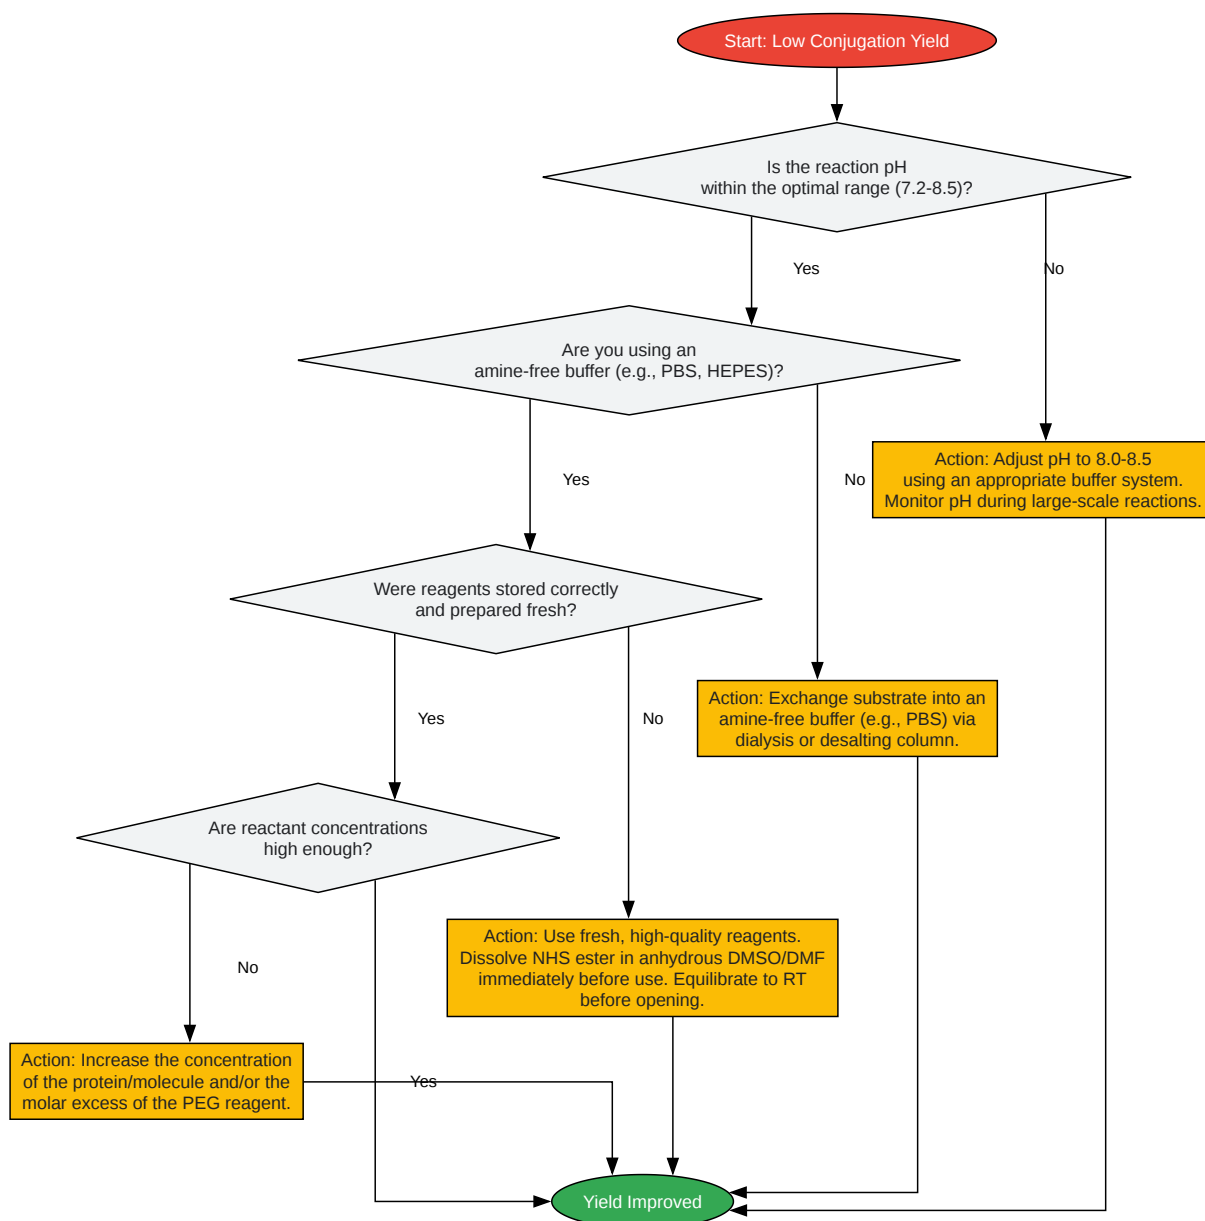 Start: Low Conjugation Yield
Is the reaction pH
within the optimal range (7.2-8.5)?
Yes
No
Are you using an
amine-free buffer (e.g., PBS, HEPES)?
Action: Adjust pH to 8.0-8.5
using an appropriate buffer system.
Monitor pH during large-scale reactions.
Yes
No
Were reagents stored correctly
and prepared fresh?
Action: Exchange substrate into an
amine-free buffer (e.g., PBS) via
dialysis or desalting column.
Yes
No
Are reactant concentrations
high enough?
Action: Use fresh, high-quality reagents.
Dissolve NHS ester in anhydrous DMSO/DMF
immediately before use. Equilibrate to RT
before opening.
No
Action: Increase the concentration
of the protein/molecule and/or the
molar excess of the PEG reagent.
Yes
Yield Improved